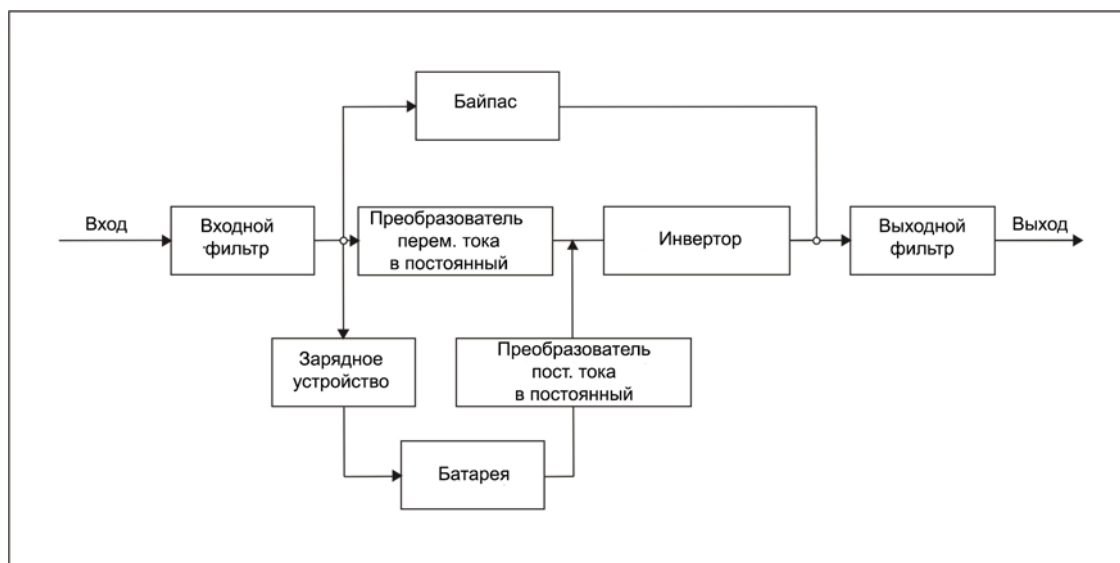 Байпас
Вход
Входной
фильтр
Преобразователь
перем. тока
в постоянный
Инвертор
Выходной
фильтр
Выход
Зарядное
устройство
Преобразователь
пост. тока
в постоянный
Батарея